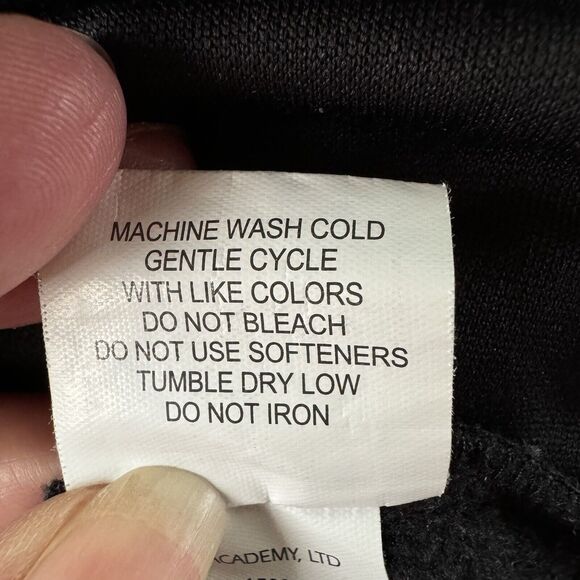 MACHINE WASH COLD
GENTLE CYCLE
WITH LIKE COLORS
DO NOT BLEACH
DO NOT USE SOFTENERS
TUMBLE DRY LOW
DO NOT IRON
LTD